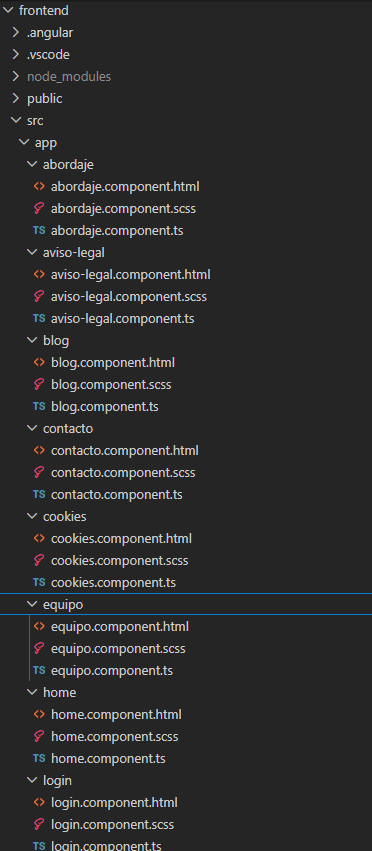 frontend
.angular
.vscode
node_modules
public
src
app
abordaje
abordaje.component.html
abordaje.component.scss
TS abordaje.component.ts
aviso-legal
aviso-legal.component.html
aviso-legal.component.scss
TS aviso-legal.component.ts
blog
blog.component.html
blog.component.scss
TS blog.component.ts
contacto
contacto.component.html
contacto.component.scss
TS contacto.component.ts
cookies
cookies.component.html
cookies.component.scss
TS cookies.component.ts
equipo
equipo.component.html
equipo.component.scss
TS equipo.component.ts
home
home.component.html
home.component.scss
TS home.component.ts
login
login.component.html
login.component.scss
TS login.component.ts